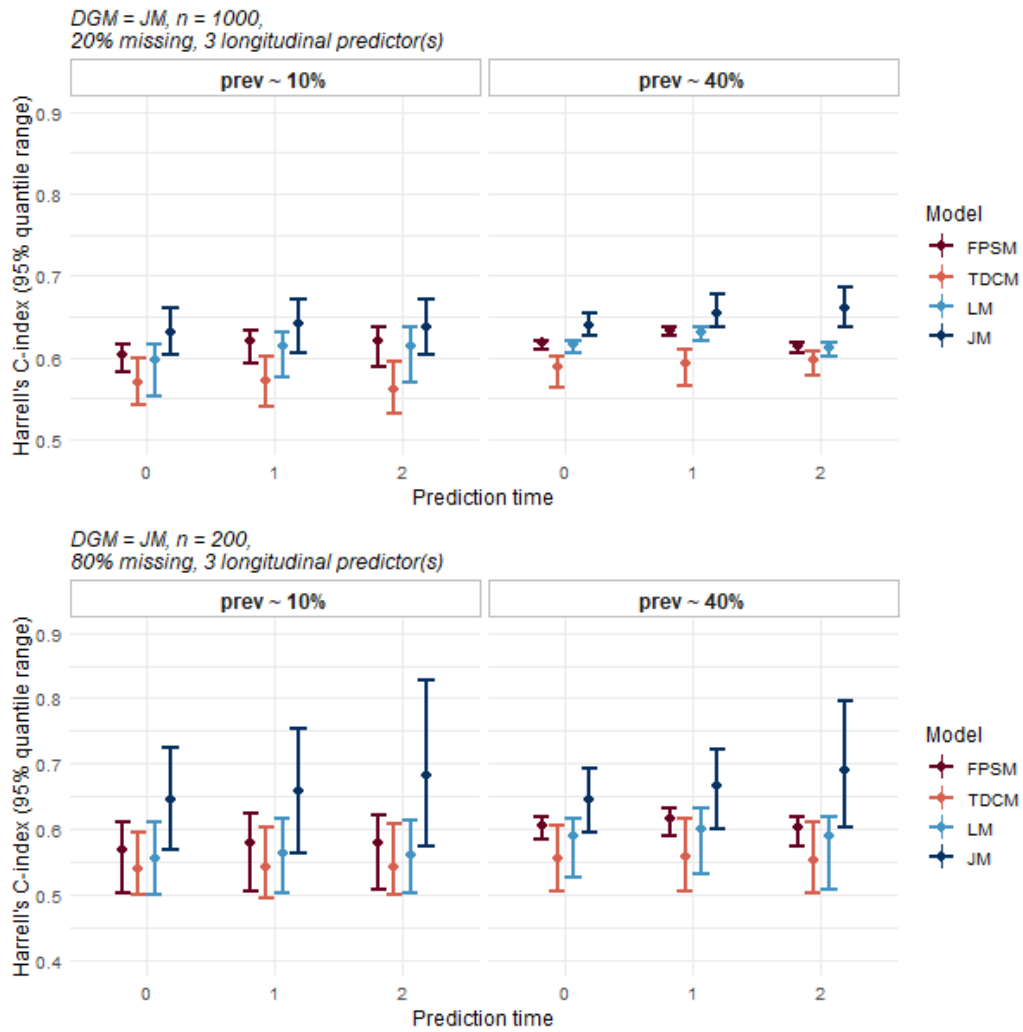 DGM = JM, n = 1000,
20% missing, 3 longitudinal predictor(s)
prev ~ 10%
prev ~ 40%
Harrell's C-index (95% quantile range)
0.9
0.8
0.7
0.6
0.5
0 1 2
0 1 2
Prediction time
Model
FPSM
TDCM
LM
JM
DGM = JM, n = 200,
80% missing, 3 longitudinal predictor(s)
prev ~ 10%
prev ~ 40%
Harrell's C-index (95% quantile range)
0.9
0.8
0.7
0.6
0.5
0.4
0 1 2
0 1 2
Prediction time
Model
FPSM
TDCM
LM
JM